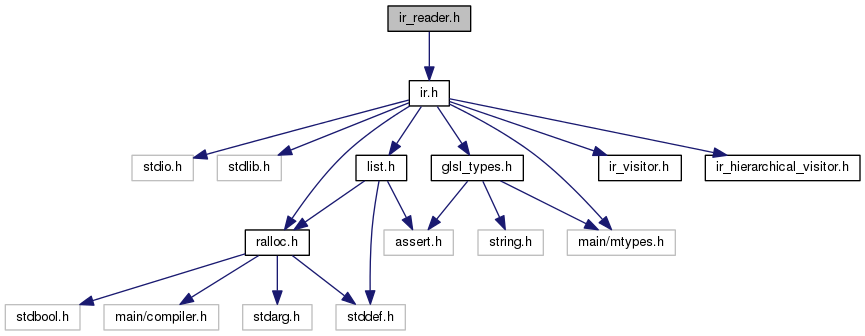 ir_reader.h
ir.h
stdio.h
stdlib.h
list.h
glsl_types.h
ir_visitor.h
ir_hierarchical_visitor.h
ralloc.h
assert.h
string.h
main/mtypes.h
stdbool.h
main/compiler.h
stdarg.h
stddef.h